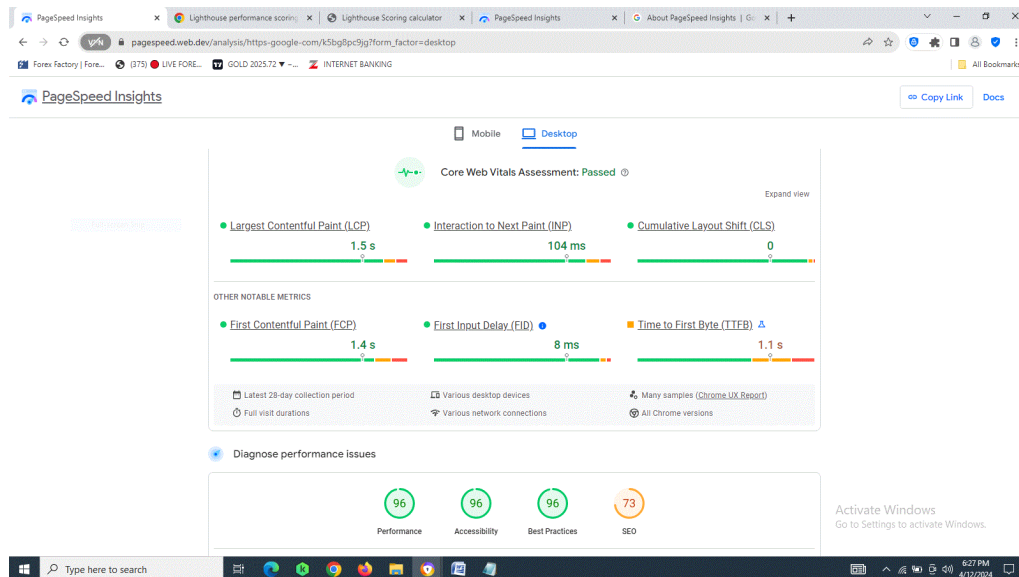 PageSpeed Insights
Lighthouse performance scoring
Lighthouse Scoring calculator
PageSpeed Insights
About PageSpeed Insights | Go
VPN
pagespeed.web.dev/analysis/https-google-com/k5bg8pc9jg?form_factor=desktop
Forex Factory | Fore...
(375) 🔴 LIVE FORE...
GOLD 2025.72 ▼ −...
INTERNET BANKING
All Bookmarks
PageSpeed Insights
Copy Link
Docs
Mobile
Desktop
Core Web Vitals Assessment: Passed
Expand view
Largest Contentful Paint (LCP)
1.5 s
Interaction to Next Paint (INP)
104 ms
Cumulative Layout Shift (CLS)
0
OTHER NOTABLE METRICS
First Contentful Paint (FCP)
1.4 s
First Input Delay (FID)
8 ms
Time to First Byte (TTFB)
1.1 s
Latest 28-day collection period
Various desktop devices
Many samples (Chrome UX Report)
Full visit durations
Various network connections
All Chrome versions
Diagnose performance issues
96
Performance
96
Accessibility
96
Best Practices
73
SEO
Activate Windows
Go to Settings to activate Windows.
Type here to search
6:27 PM
4/12/2024